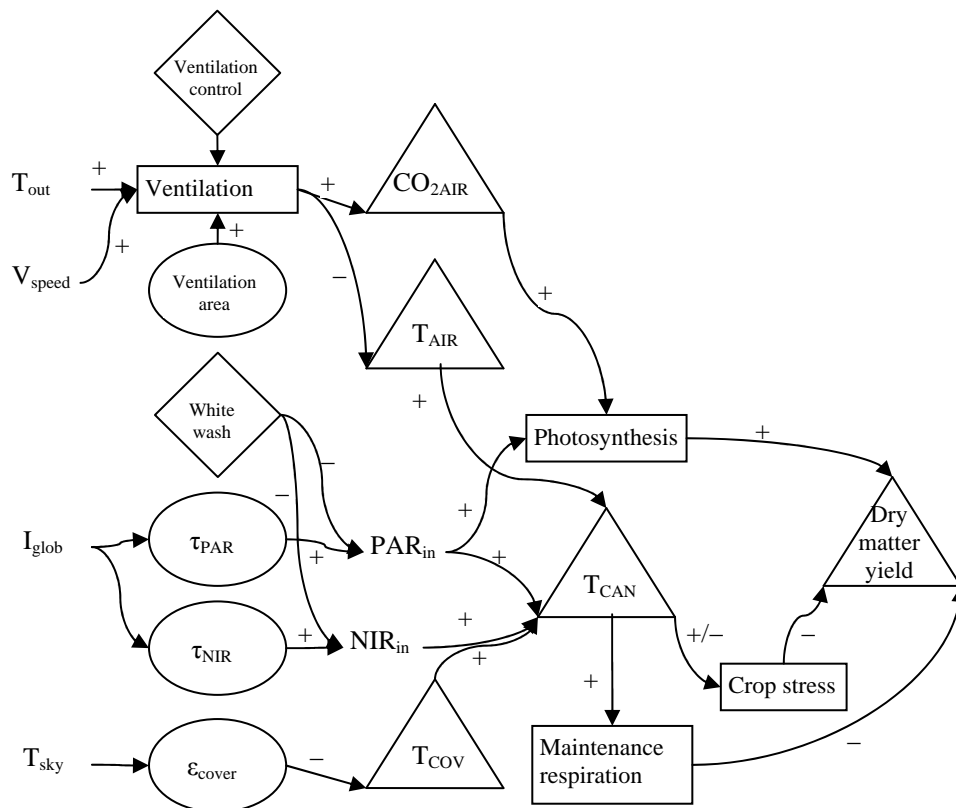 Ventilation
control
+
T_out
Ventilation
+
CO_2AIR
+
+
V_speed
Ventilation
area
−
+
T_AIR
+
White
wash
Photosynthesis
+
−
−
+
Dry
matter
yield
I_glob
τ_PAR
+
PAR_in
+
T_CAN
τ_NIR
+
NIR_in
+
+
+/−
−
Crop stress
+
T_sky
ε_cover
−
T_COV
Maintenance
respiration
−